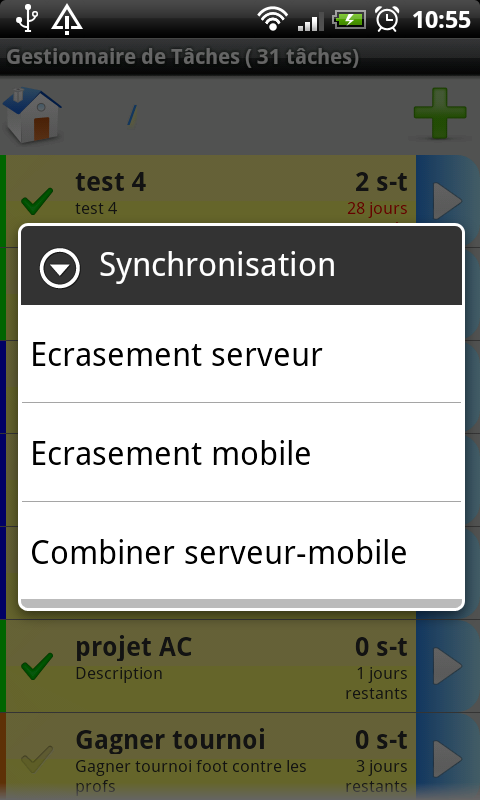 10:55
Gestionnaire de Tâches ( 31 tâches)
/
test 4 2 s-t
test 4 28 jours
Synchronisation
Ecrasement serveur
Ecrasement mobile
Combiner serveur-mobile
projet AC 0 s-t
Description 1 jours
restants
Gagner tournoi 0 s-t
Gagner tournoi foot contre les 3 jours
profs restants